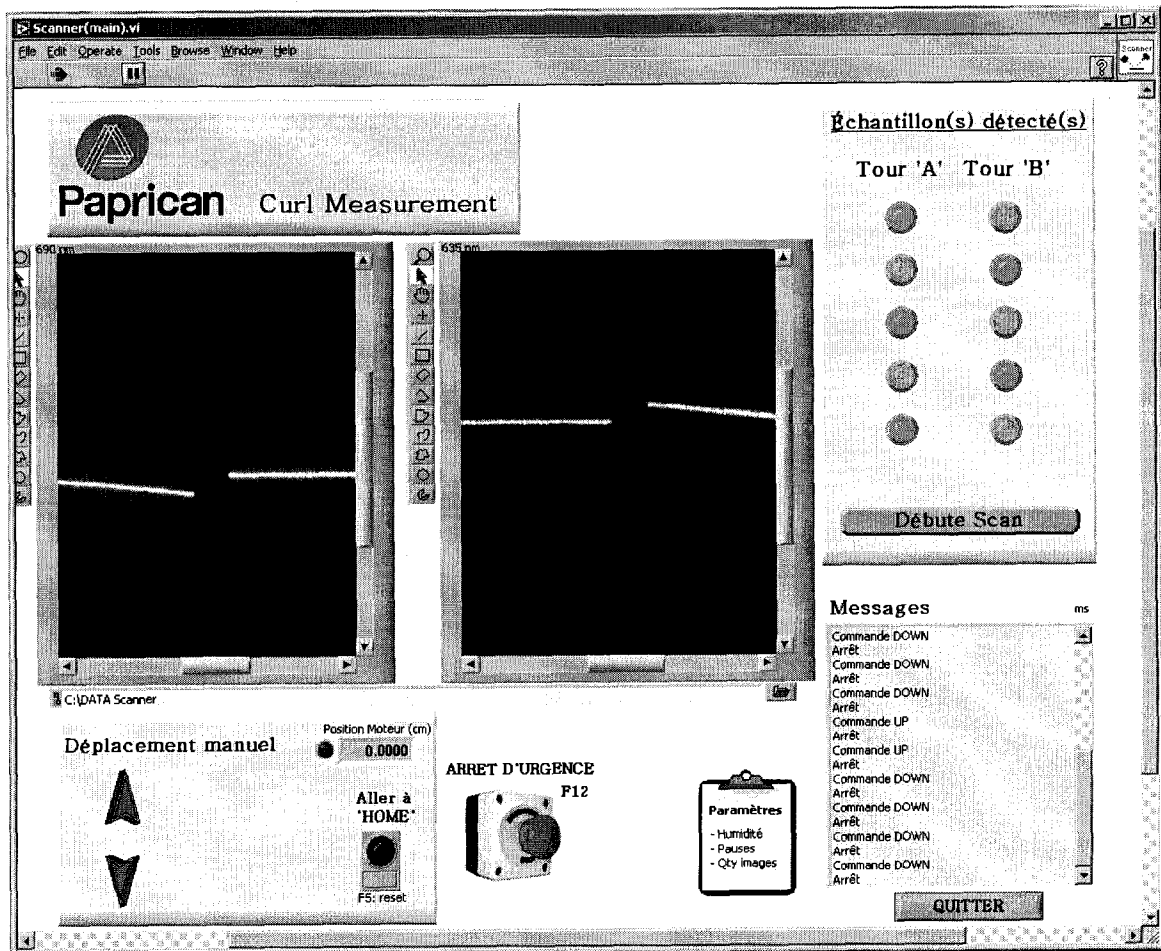 Scanner(main).vi
File Edit Operate Tools Browse Window Help
Scanner
Paprican Curl Measurement
Échantillon(s) détecté(s)
Tour 'A' Tour 'B'
690 nm
635 nm
Débute Scan
C:\DATA Scanner
Déplacement manuel
Position Moteur (cm)
0.0000
Aller à
'HOME'
F5: reset
ARRET D'URGENCE
F12
Paramètres
- Humidité
- Pauses
- Qty images
Messages ms
Commande DOWN
Arrêt
Commande DOWN
Arrêt
Commande DOWN
Arrêt
Commande UP
Arrêt
Commande UP
Arrêt
Commande DOWN
Arrêt
Commande DOWN
Arrêt
Commande DOWN
Arrêt
Commande DOWN
Arrêt
QUITTER